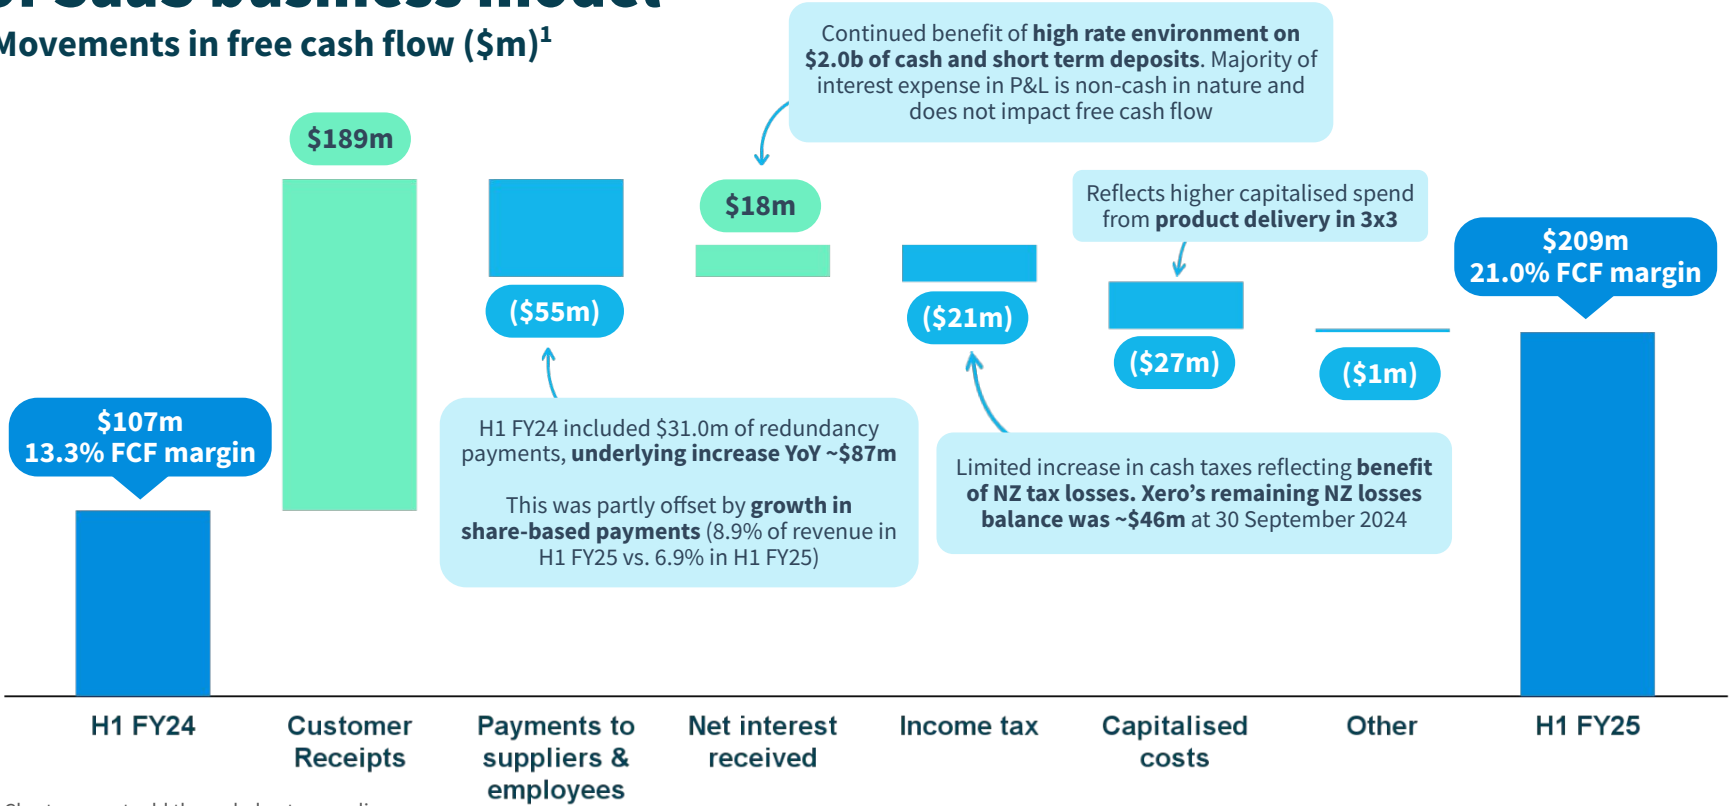 of SaaS business model
Movements in free cash flow ($m)1
Continued benefit of high rate environment on
$2.0b of cash and short term deposits. Majority of
interest expense in P&L is non-cash in nature and
does not impact free cash flow
$189m
$18m
Reflects higher capitalised spend
from product delivery in 3x3
$209m
21.0% FCF margin
($55m)
($21m)
($27m)
($1m)
$107m
13.3% FCF margin
H1 FY24 included $31.0m of redundancy
payments, underlying increase YoY ~$87m
This was partly offset by growth in
share-based payments (8.9% of revenue in
H1 FY25 vs. 6.9% in H1 FY25)
Limited increase in cash taxes reflecting benefit
of NZ tax losses. Xero’s remaining NZ losses
balance was ~$46m at 30 September 2024
H1 FY24
Customer
Receipts
Payments to
suppliers &
employees
Net interest
received
Income tax
Capitalised
costs
Other
H1 FY25